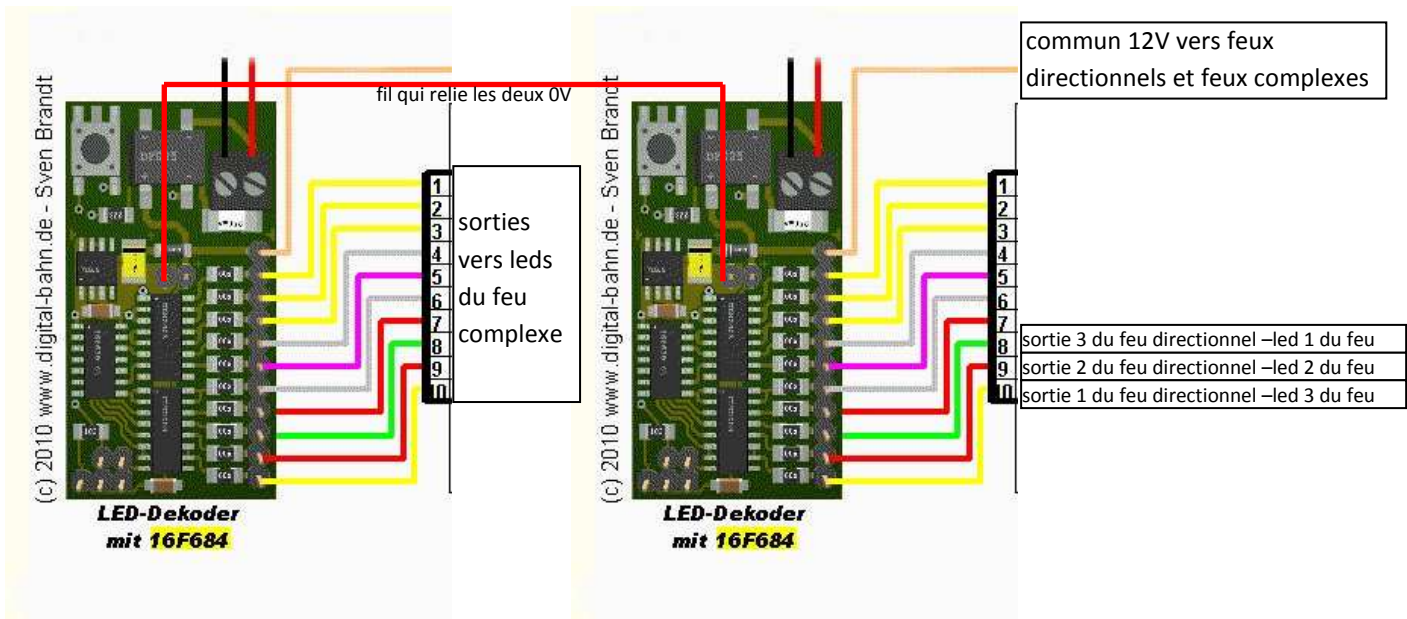 commun 12V vers feux
directionnels et feux complexes
fil qui relie les deux 0V
(c) 2010 www.digital-bahn.de - Sven Brandt
1
2
3
4
5
6
7
8
9
10
sorties
vers leds
du feu
complexe
LED-Dekoder
mit 16F684
(c) 2010 www.digital-bahn.de - Sven Brandt
1
2
3
4
5
6
7
8
9
10
sortie 3 du feu directionnel –led 1 du feu
sortie 2 du feu directionnel –led 2 du feu
sortie 1 du feu directionnel –led 3 du feu
LED-Dekoder
mit 16F684